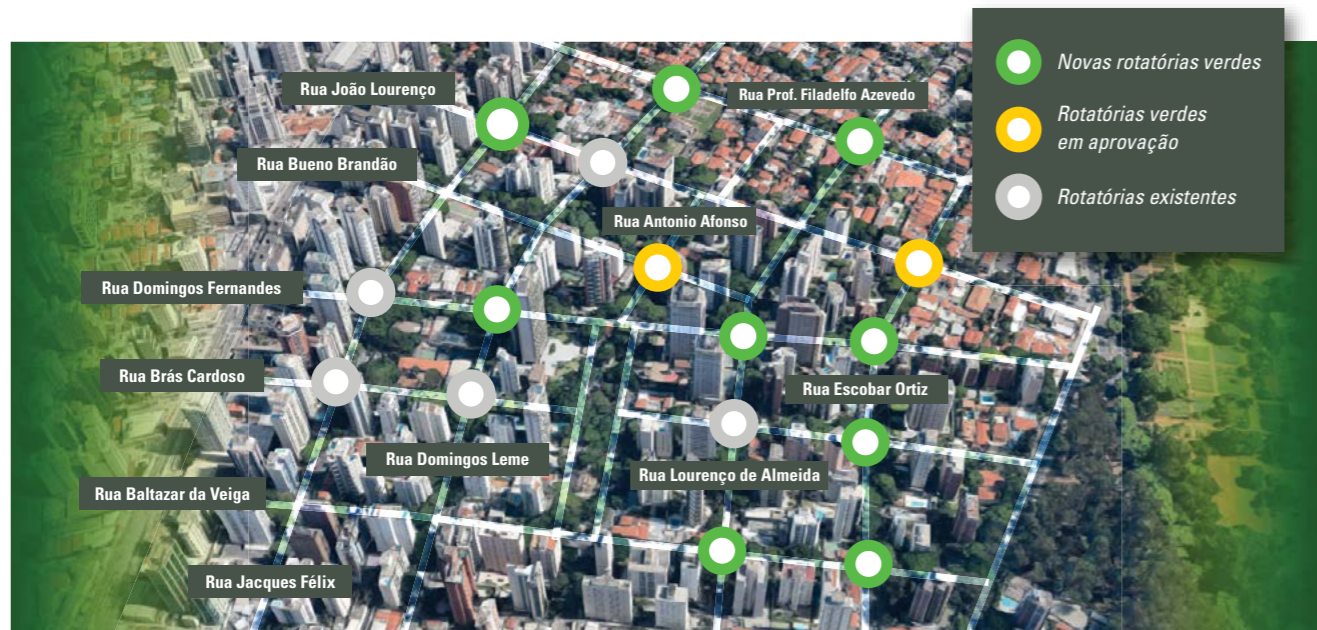 Novas rotatórias verdes
Rotatórias verdes
em aprovação
Rotatórias existentes
Rua João Lourenço
Rua Prof. Filadelfo Azevedo
Rua Bueno Brandão
Rua Antonio Afonso
Rua Domingos Fernandes
Rua Brás Cardoso
Rua Escobar Ortiz
Rua Domingos Leme
Rua Lourenço de Almeida
Rua Baltazar da Veiga
Rua Jacques Félix